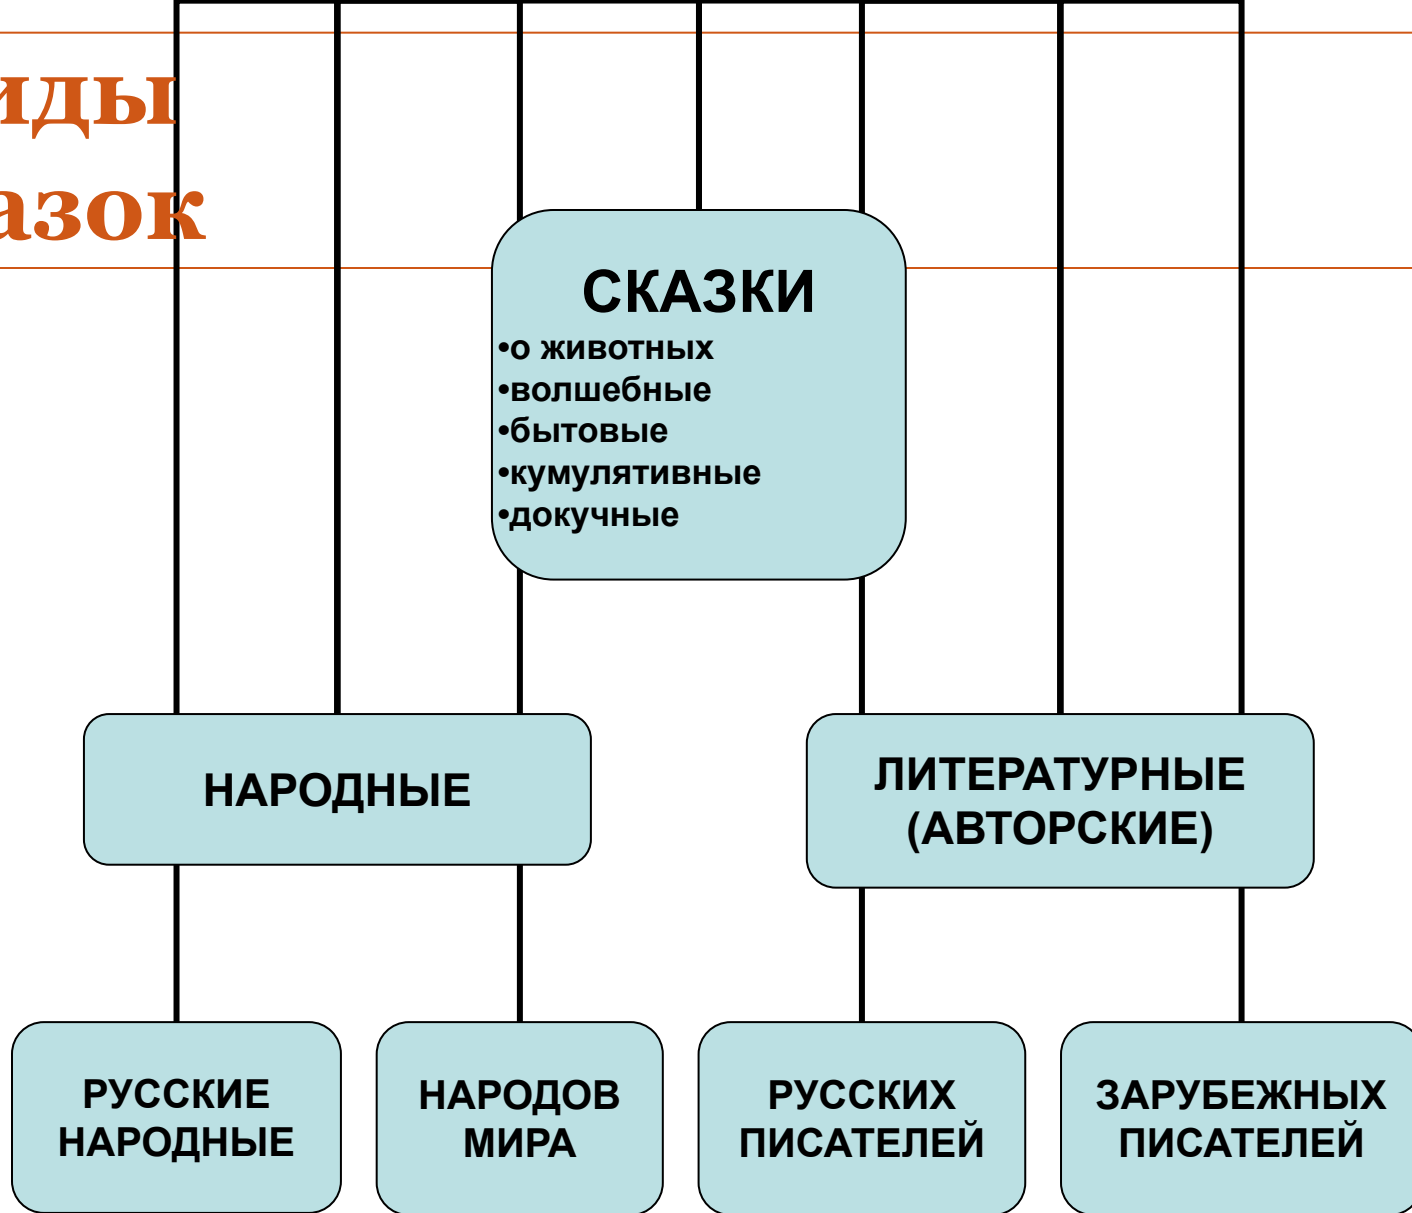 иды
азок
СКАЗКИ
•о животных
•волшебные
•бытовые
•кумулятивные
•докучные
НАРОДНЫЕ
ЛИТЕРАТУРНЫЕ
(АВТОРСКИЕ)
РУССКИЕ
НАРОДНЫЕ
НАРОДОВ
МИРА
РУССКИХ
ПИСАТЕЛЕЙ
ЗАРУБЕЖНЫХ
ПИСАТЕЛЕЙ